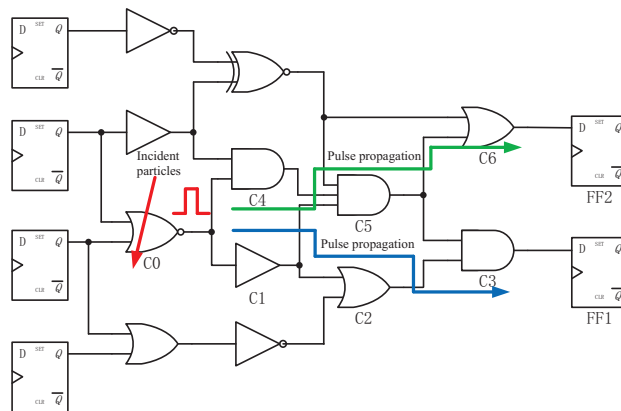 D SET Q
CLR Q
D SET Q
CLR Q
Incident
particles
C4
Pulse propagation
C6
D SET Q
CLR Q
FF2
C5
D SET Q
CLR Q
C0
C1
Pulse propagation
C2
C3
D SET Q
CLR Q
FF1
D SET Q
CLR Q